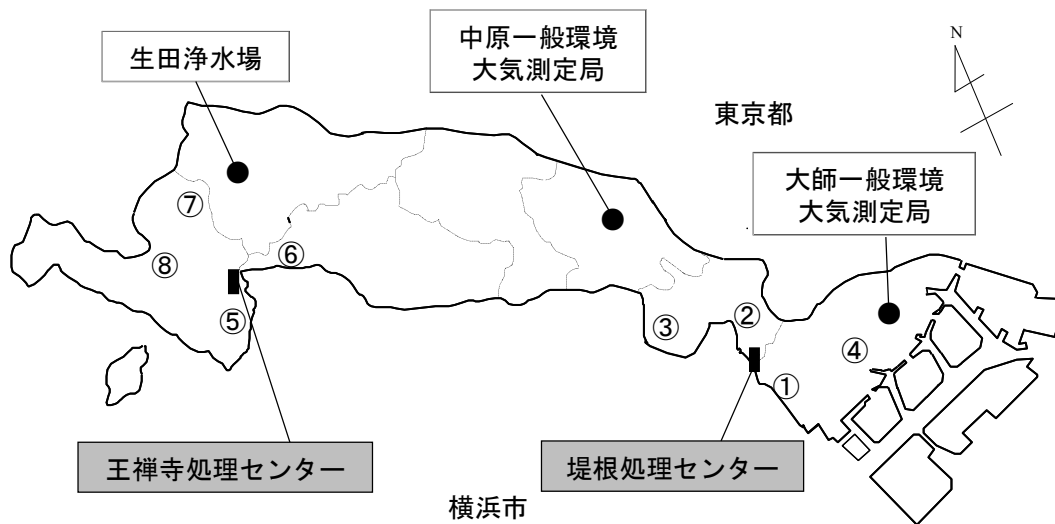 生田浄水場
中原一般環境
大気測定局
N
東京都
大師一般環境
大気測定局
⑦
⑧
⑥
⑤
③
②
④
①
王禅寺処理センター
堤根処理センター
横浜市